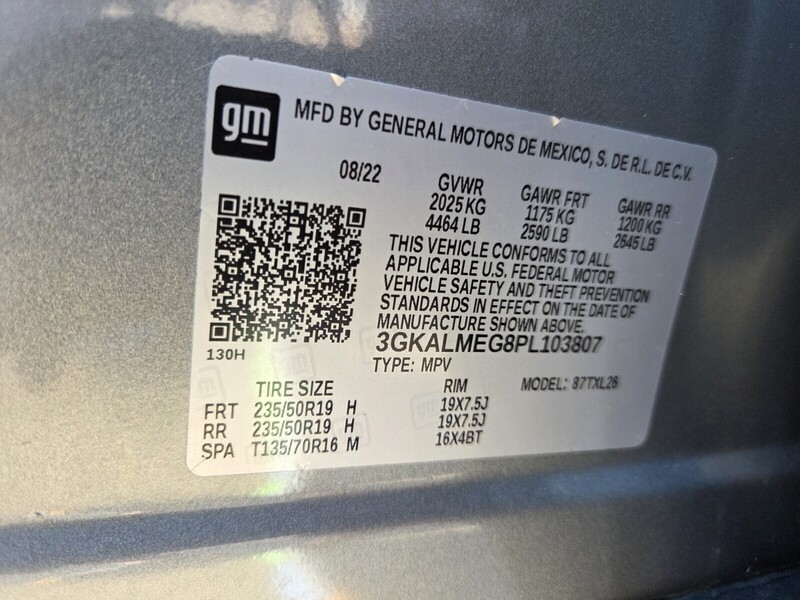 gm
MFD BY GENERAL MOTORS DE MEXICO, S. DE R.L. DE C.V.
08/22 GVWR GAWR FRT GAWR RR
2025 KG 1175 KG 1200 KG
4464 LB 2590 LB 2645 LB
THIS VEHICLE CONFORMS TO ALL
APPLICABLE U.S. FEDERAL MOTOR
VEHICLE SAFETY AND THEFT PREVENTION
STANDARDS IN EFFECT ON THE DATE OF
MANUFACTURE SHOWN ABOVE.
3GKALMEG8PL103807
130H
TYPE: MPV
TIRE SIZE RIM MODEL: 87TXL26
FRT 235/50R19 H 19X7.5J
RR 235/50R19 H 19X7.5J
SPA T135/70R16 M 16X4BT